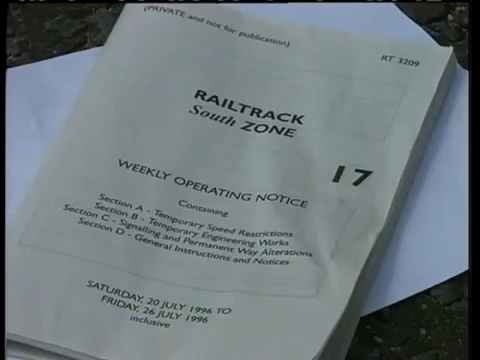 (PRIVATE and not for publication)
RT 3209
RAILTRACK
South ZONE
17
WEEKLY OPERATING NOTICE
Containing
Section A - Temporary Speed Restrictions
Section B - Temporary Engineering Works
Section C - Signalling and Permanent Way Alterations
Section D - General Instructions and Notices
SATURDAY, 20 JULY 1996 TO
FRIDAY, 26 JULY 1996
inclusive